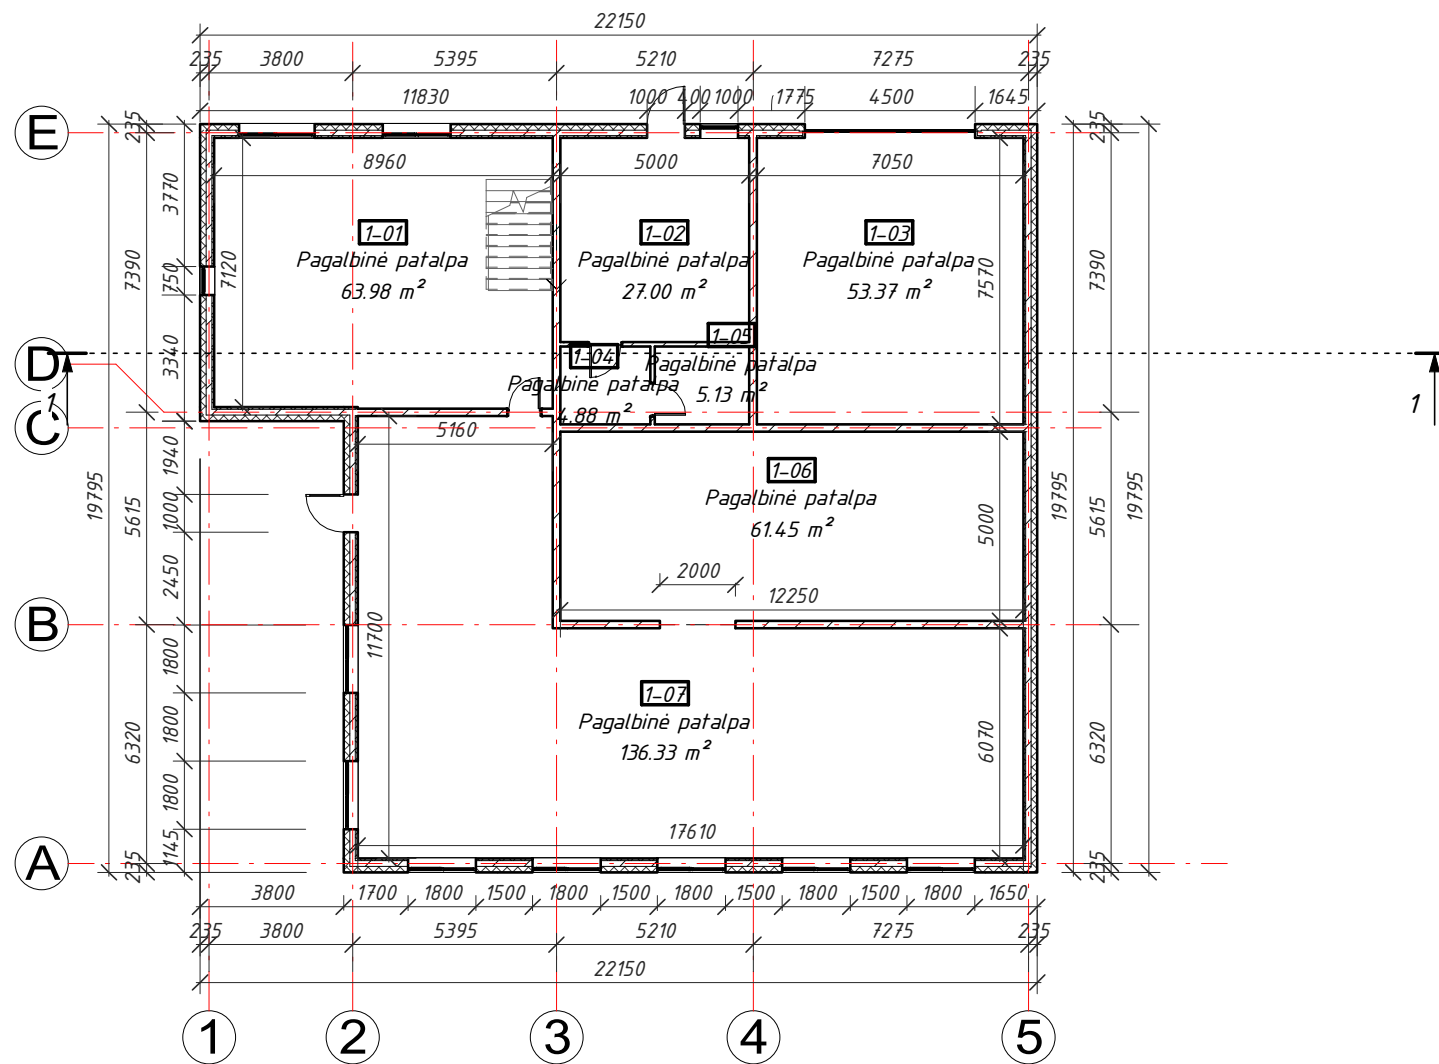 22150
235 3800 5395 5210 7275 235
11830 1000 400 1000 1775 4500 1645
E
8960 5000 7050
235 235 235 235
3770
7390 750 7120
3340
1-01
Pagalbinė patalpa
63.98 m²
1-02
Pagalbinė patalpa
27.00 m²
1-03
Pagalbinė patalpa
53.37 m²
7570
7390
1-05
Pagalbinė patalpa
5.13 m²
1-04
Pagalbinė patalpa
4.88 m²
D
1 1
C
5160
19795 5615 1940
1000
2450
1-06
Pagalbinė patalpa
61.45 m²
5000
19795 5615 19795
2000
12250
B
11700
1800
6320 1800
1800
1145
235
1-07
Pagalbinė patalpa
136.33 m²
6070
6320
17610
A
235
3800 1700 1800 1500 1800 1500 1800 1500 1800 1500 1800 1650
235 3800 5395 5210 7275 235
22150
1 2 3 4 5